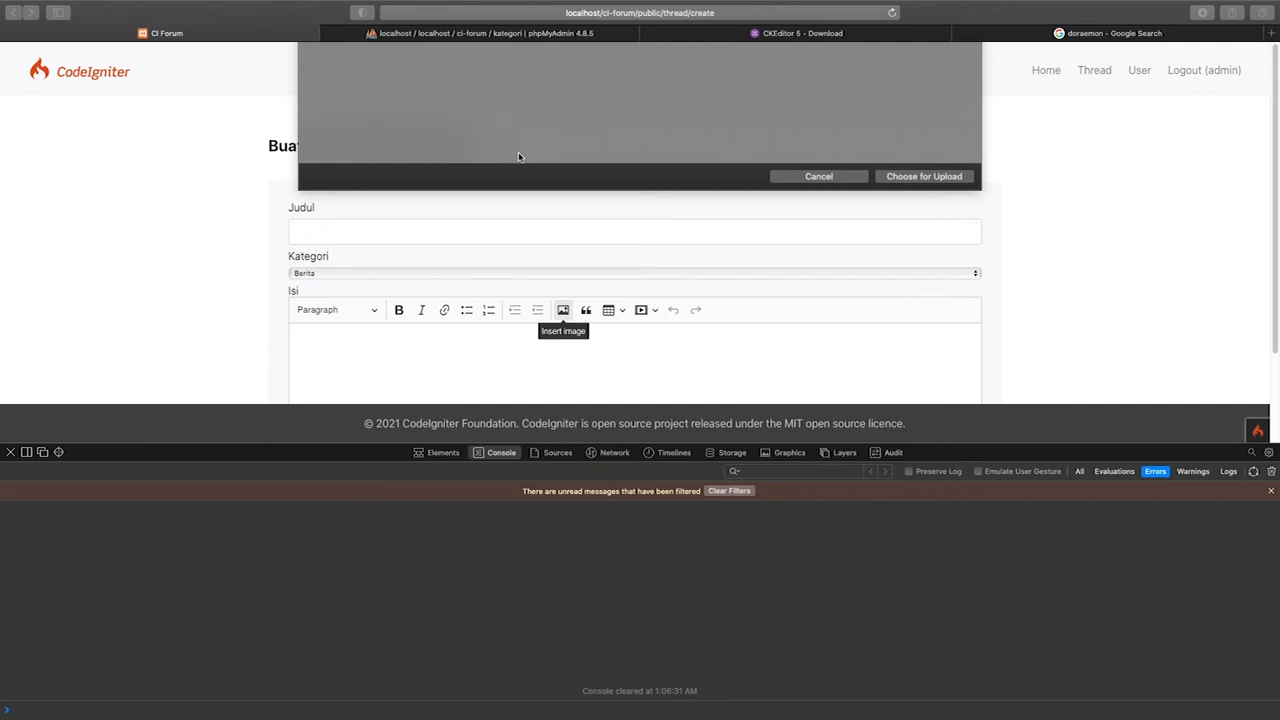 localhost/ci-forum/public/thread/create
CI Forum
localhost / localhost / ci-forum / kategori | phpMyAdmin 4.8.5
CKEditor 5 - Download
doraemon - Google Search
CodeIgniter
Home
Thread
User
Logout (admin)
Bua
Cancel
Choose for Upload
Judul
Kategori
Berita
Isi
Paragraph
B
I
Insert image
© 2021 CodeIgniter Foundation. CodeIgniter is open source project released under the MIT open source licence.
Elements
Console
Sources
Network
Timelines
Storage
Graphics
Layers
Audit
Preserve Log
Emulate User Gesture
All
Evaluations
Errors
Warnings
Logs
There are unread messages that have been filtered
Clear Filters
Console cleared at 1:06:31 AM